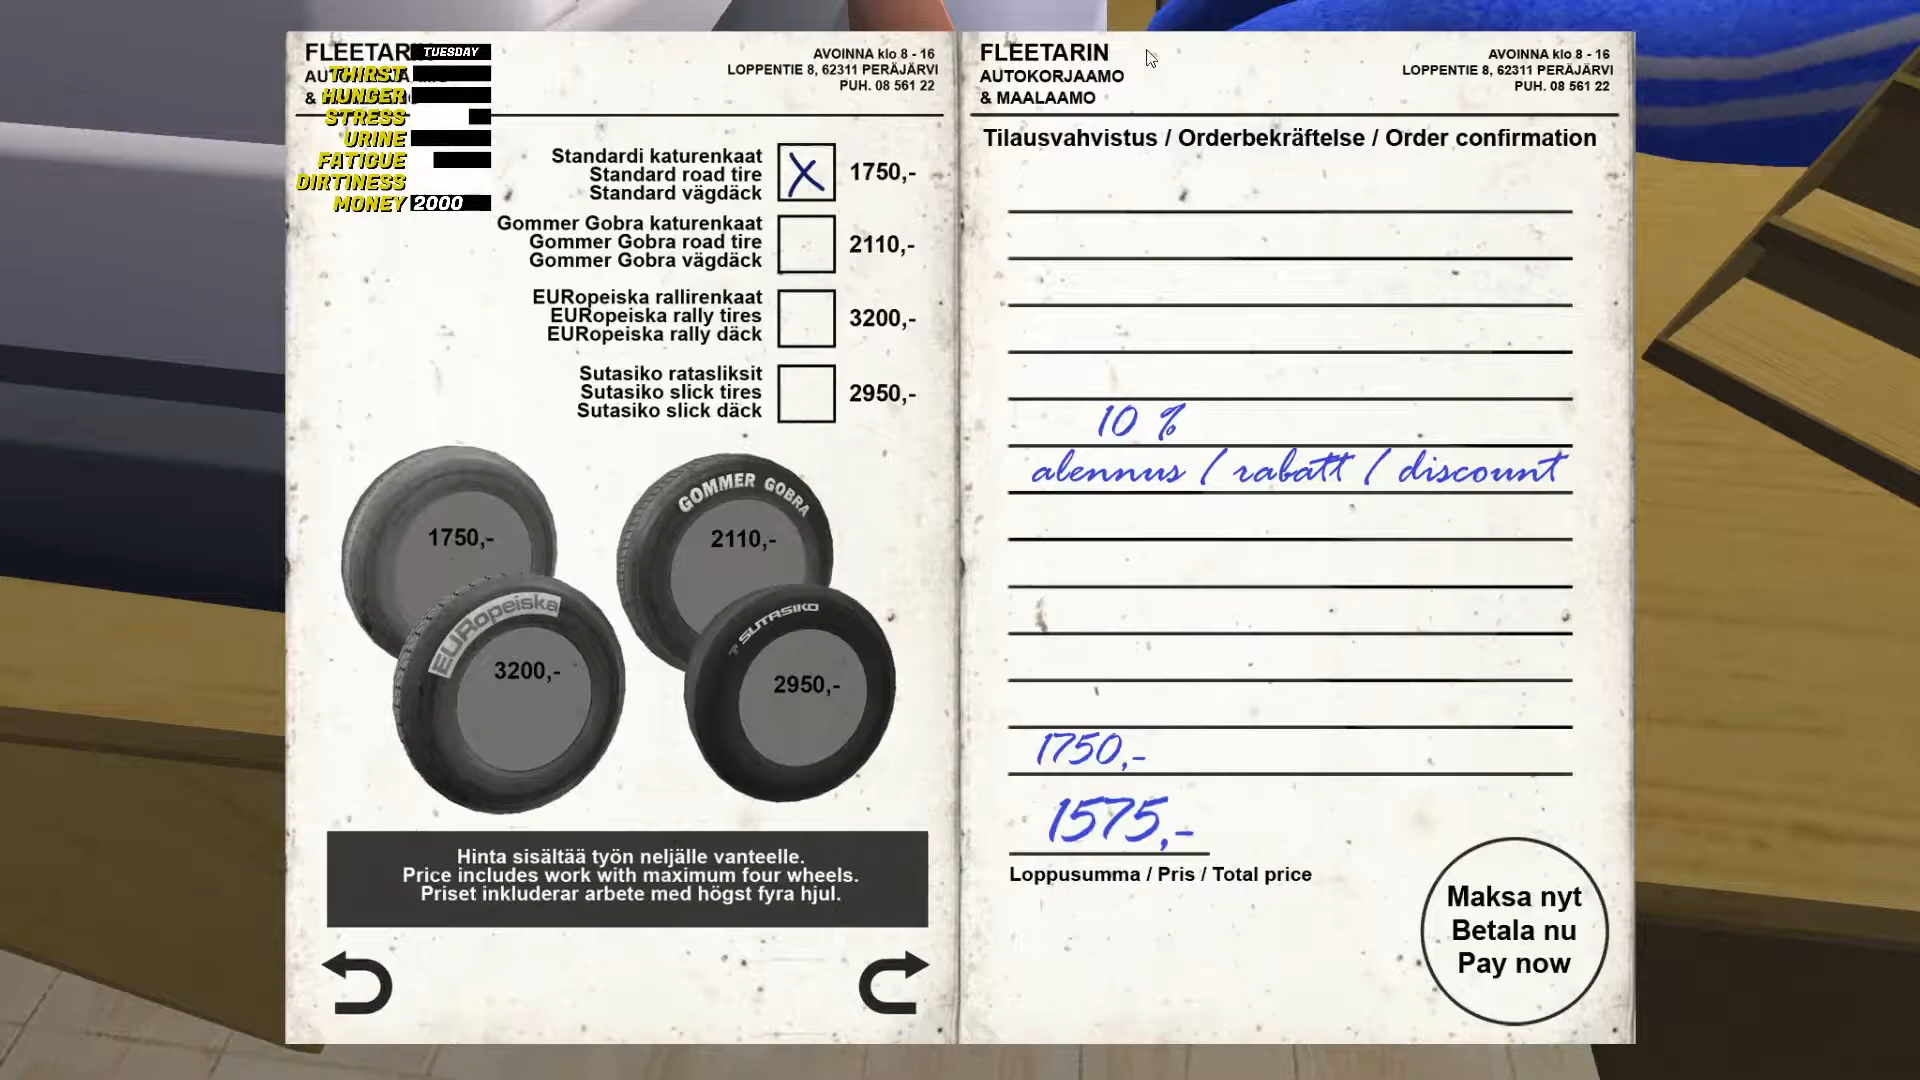 FLEETARI
TUESDAY
THIRST
HUNGER
STRESS
URINE
FATIGUE
DIRTINESS
MONEY 2000
AVOINNA klo 8 - 16
LOPPENTIE 8, 62311 PERÄJÄRVI
PUH. 08 561 22
Standardi katurenkaat
Standard road tire
Standard vägdäck
X 1750,-
Gommer Gobra katurenkaat
Gommer Gobra road tire
Gommer Gobra vägdäck
2110,-
EURopeiska rallirenkaat
EURopeiska rally tires
EURopeiska rally däck
3200,-
Sutasiko ratasliksit
Sutasiko slick tires
Sutasiko slick däck
2950,-
1750,-
GOMMER GOBRA
2110,-
EURopeiska
3200,-
SUTASIKO
2950,-
Hinta sisältää työn neljälle vanteelle.
Price includes work with maximum four wheels.
Priset inkluderar arbete med högst fyra hjul.
FLEETARIN
AUTOKORJAAMO
& MAALAAMO
AVOINNA klo 8 - 16
LOPPENTIE 8, 62311 PERÄJÄRVI
PUH. 08 561 22
Tilausvahvistus / Orderbekräftelse / Order confirmation
10 %
alennus / rabatt / discount
1750,-
1575,-
Loppusumma / Pris / Total price
Maksa nyt
Betala nu
Pay now